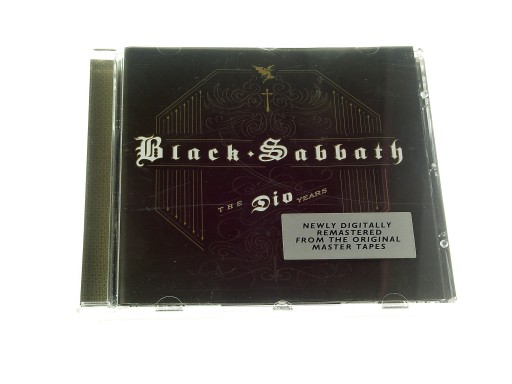 Black · Sabbath
THE Dio YEARS
NEWLY DIGITALLY
REMASTERED
FROM THE ORIGINAL
MASTER TAPES